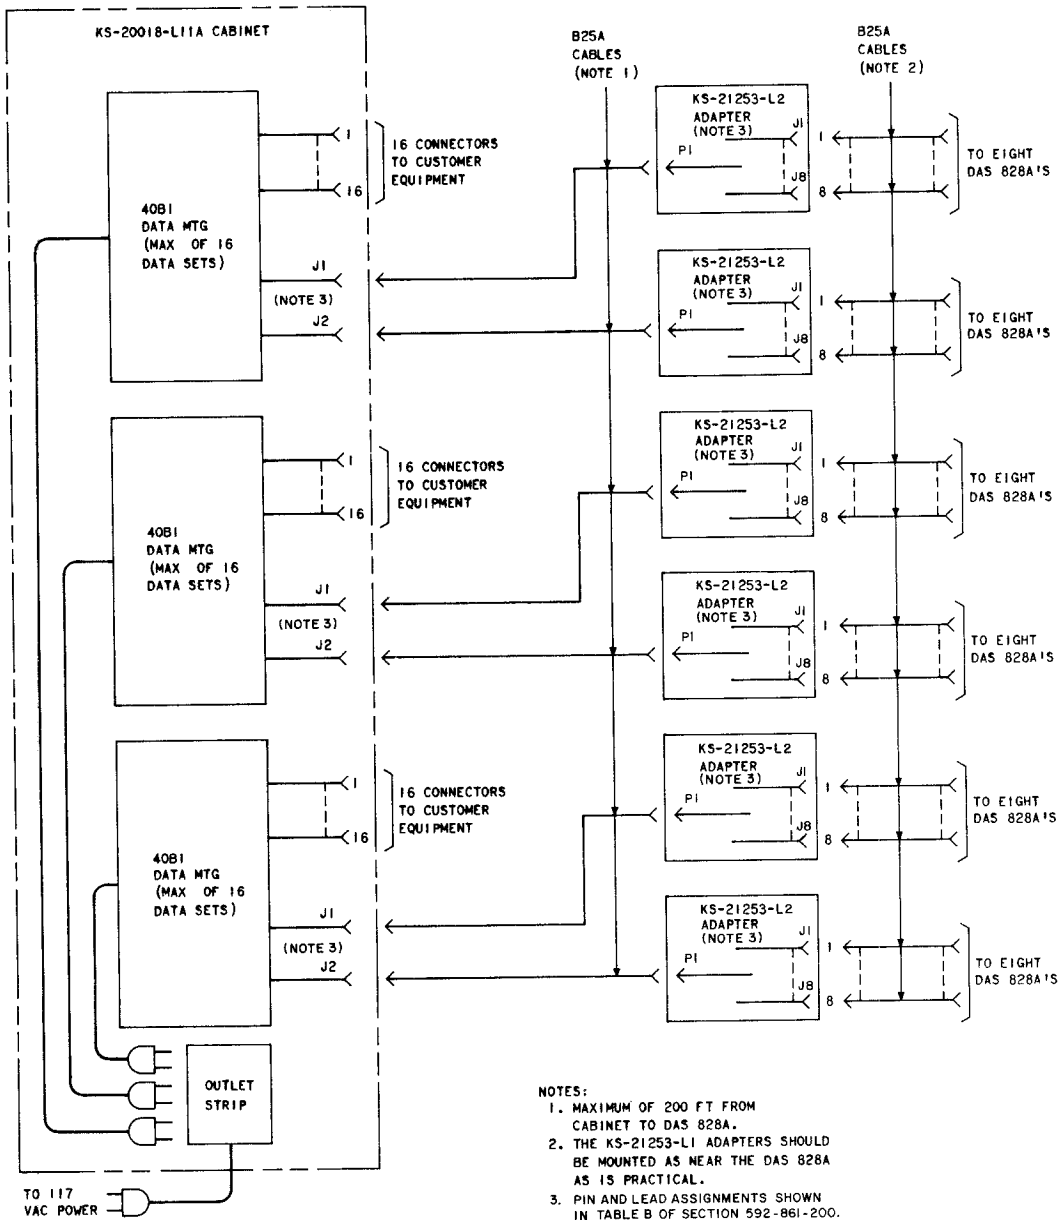 KS-20018-L11A CABINET
B25A
CABLES
(NOTE 1)
B25A
CABLES
(NOTE 2)
40B1
DATA MTG
(MAX OF 16
DATA SETS)
1
16
16 CONNECTORS
TO CUSTOMER
EQUIPMENT
J1
(NOTE 3)
J2
KS-21253-L2
ADAPTER
(NOTE 3)
J1
P1
J8
1
8
TO EIGHT
DAS 828A'S
KS-21253-L2
ADAPTER
(NOTE 3)
J1
P1
J8
1
8
TO EIGHT
DAS 828A'S
40B1
DATA MTG
(MAX OF 16
DATA SETS)
1
16
16 CONNECTORS
TO CUSTOMER
EQUIPMENT
J1
(NOTE 3)
J2
KS-21253-L2
ADAPTER
(NOTE 3)
J1
P1
J8
1
8
TO EIGHT
DAS 828A'S
KS-21253-L2
ADAPTER
(NOTE 3)
J1
P1
J8
1
8
TO EIGHT
DAS 828A'S
40B1
DATA MTG
(MAX OF 16
DATA SETS)
1
16
16 CONNECTORS
TO CUSTOMER
EQUIPMENT
J1
(NOTE 3)
J2
KS-21253-L2
ADAPTER
(NOTE 3)
J1
P1
J8
1
8
TO EIGHT
DAS 828A'S
KS-21253-L2
ADAPTER
(NOTE 3)
J1
P1
J8
1
8
TO EIGHT
DAS 828A'S
OUTLET
STRIP
TO 117
VAC POWER
NOTES:
1. MAXIMUM OF 200 FT FROM
CABINET TO DAS 828A.
2. THE KS-21253-L1 ADAPTERS SHOULD
BE MOUNTED AS NEAR THE DAS 828A
AS IS PRACTICAL.
3. PIN AND LEAD ASSIGNMENTS SHOWN
IN TABLE B OF SECTION 592-861-200.